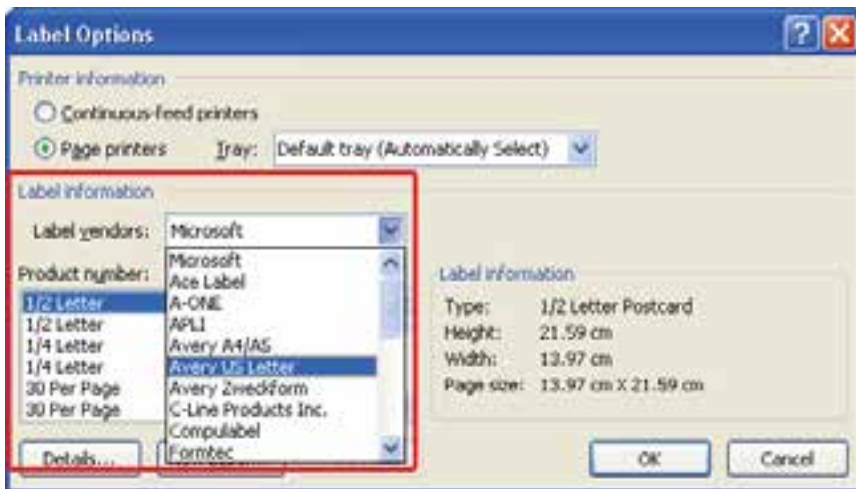 Label Options
Printer information
Continuous-feed printers
Page printers Tray: Default tray (Automatically Select)
Label information
Label vendors: Microsoft
Microsoft
Ace Label
A-ONE
APLI
Avery A4/A5
Avery US Letter
Avery Zweckform
C-Line Products Inc.
Compulabel
Formtec
Product number:
1/2 Letter
1/2 Letter
1/4 Letter
1/4 Letter
30 Per Page
30 Per Page
Label information
Type: 1/2 Letter Postcard
Height: 21.59 cm
Width: 13.97 cm
Page size: 13.97 cm X 21.59 cm
Details...
OK
Cancel